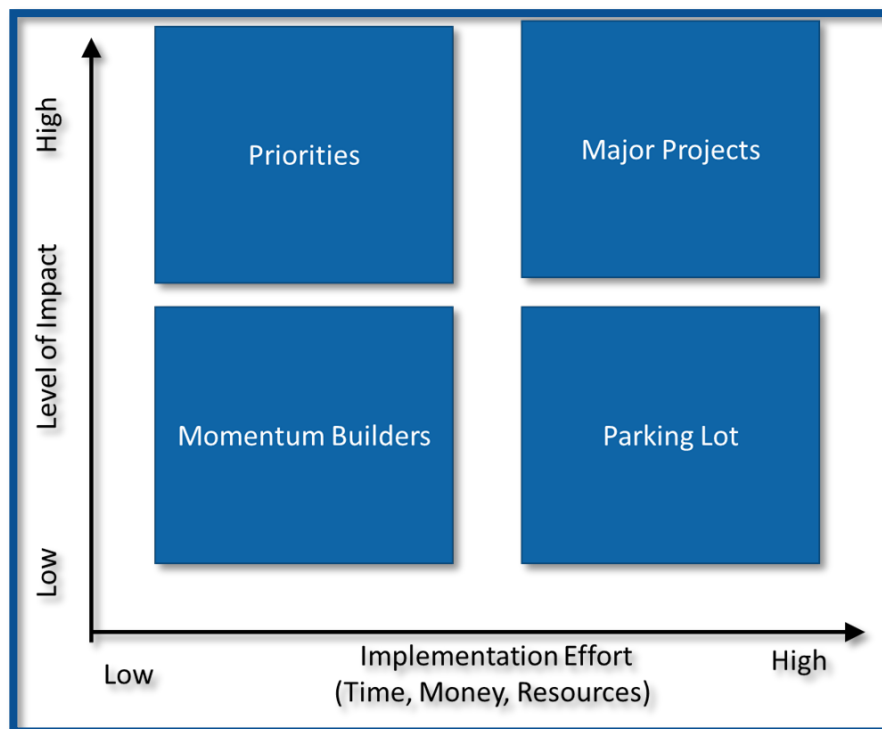 High
Level of Impact
Low
Priorities
Major Projects
Momentum Builders
Parking Lot
Low
Implementation Effort
(Time, Money, Resources)
High